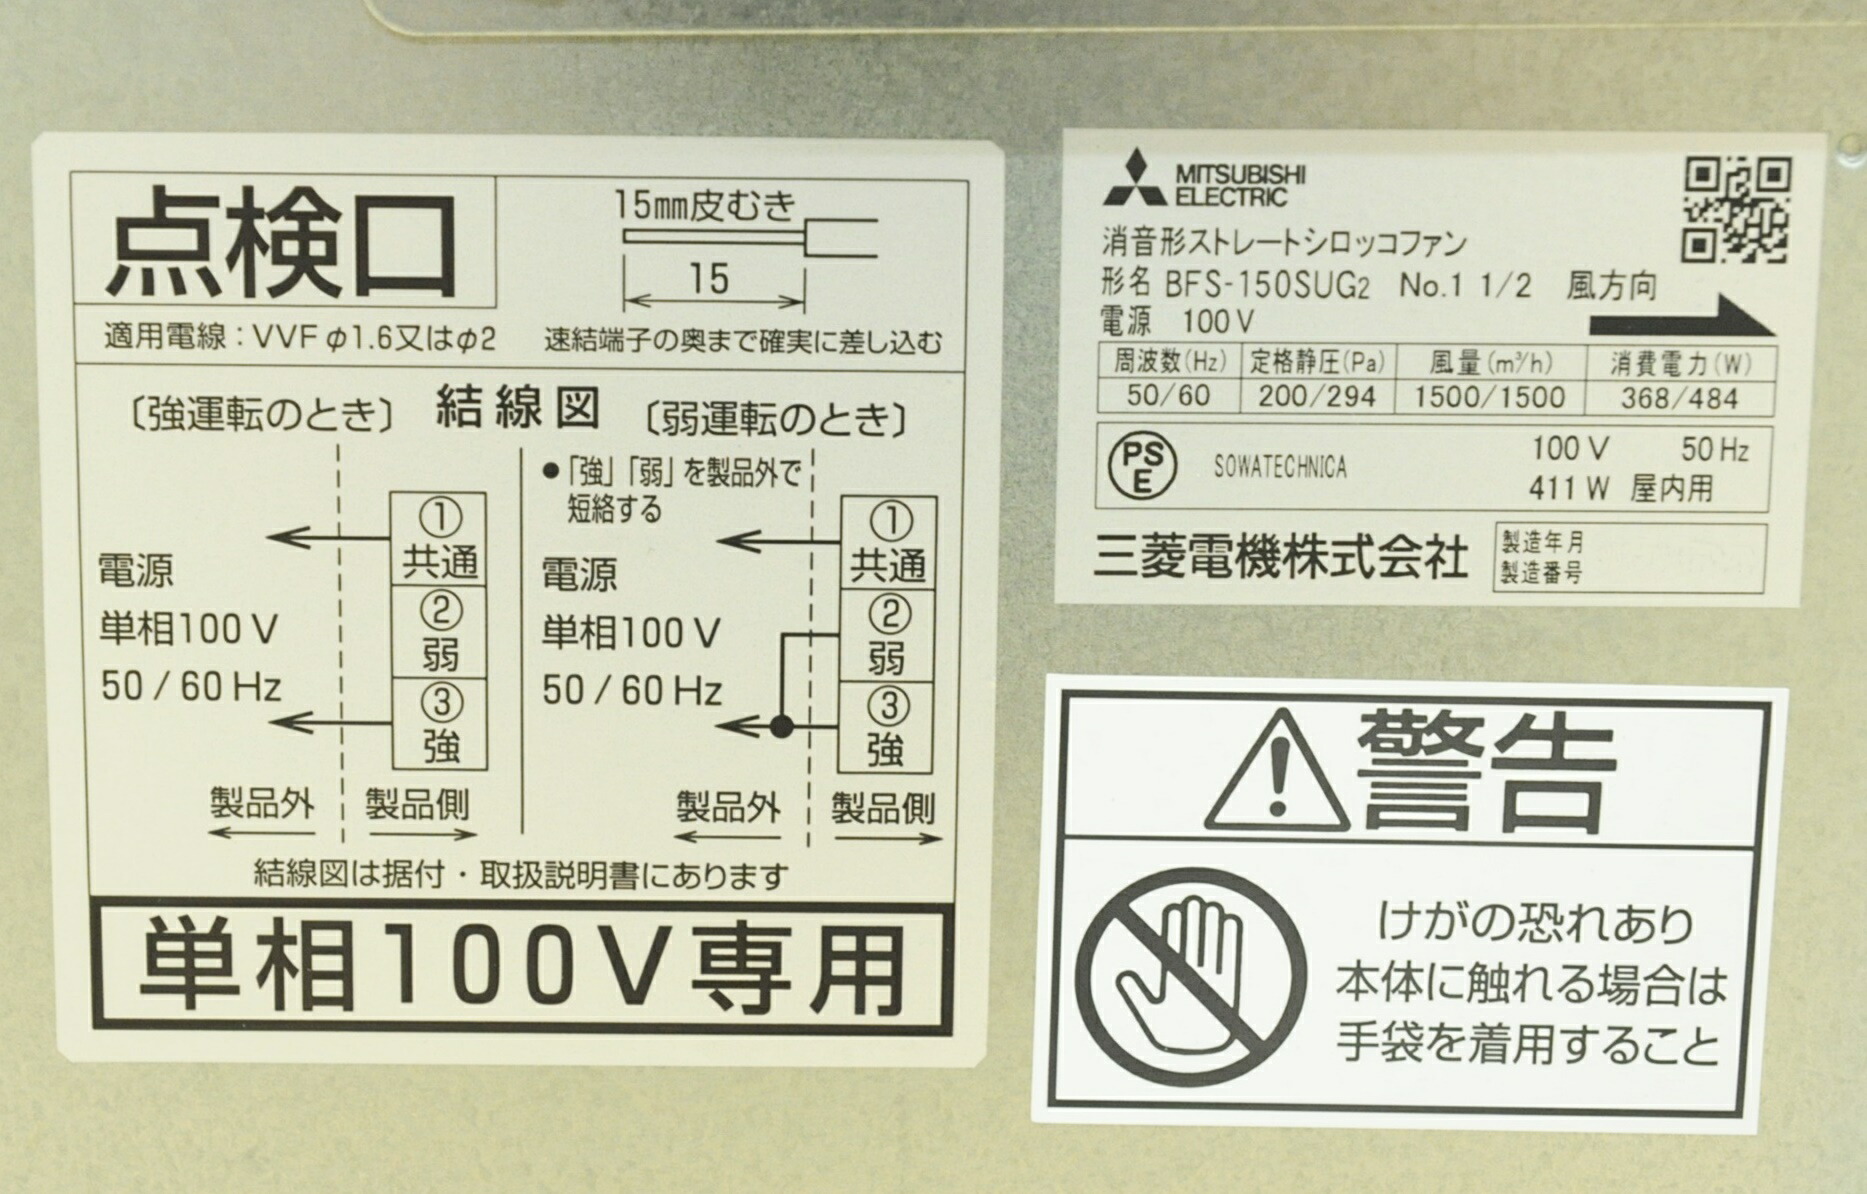 点検口
15mm皮むき
15
適用電線：VVFφ1.6又はφ2
速結端子の奥まで確実に差し込む
結線図
〔強運転のとき〕
電源
単相100V
50/60Hz
①
共通
②
弱
③
強
製品外
製品側
〔弱運転のとき〕
●「強」「弱」を製品外で
短絡する
電源
単相100V
50/60Hz
①
共通
②
弱
③
強
製品外
製品側
結線図は据付・取扱説明書にあります
単相100V専用
MITSUBISHI
ELECTRIC
消音形ストレートシロッコファン
形名 BFS-150SUG2 No.1 1/2 風方向
電源 100V
周波数(Hz) 定格静圧(Pa) 風量(m³/h) 消費電力(W)
50/60 200/294 1500/1500 368/484
PS
E
SOWATECHNICA
100V 50Hz
411W 屋内用
三菱電機株式会社
製造年月
製造番号
警告
けがの恐れあり
本体に触れる場合は
手袋を着用すること